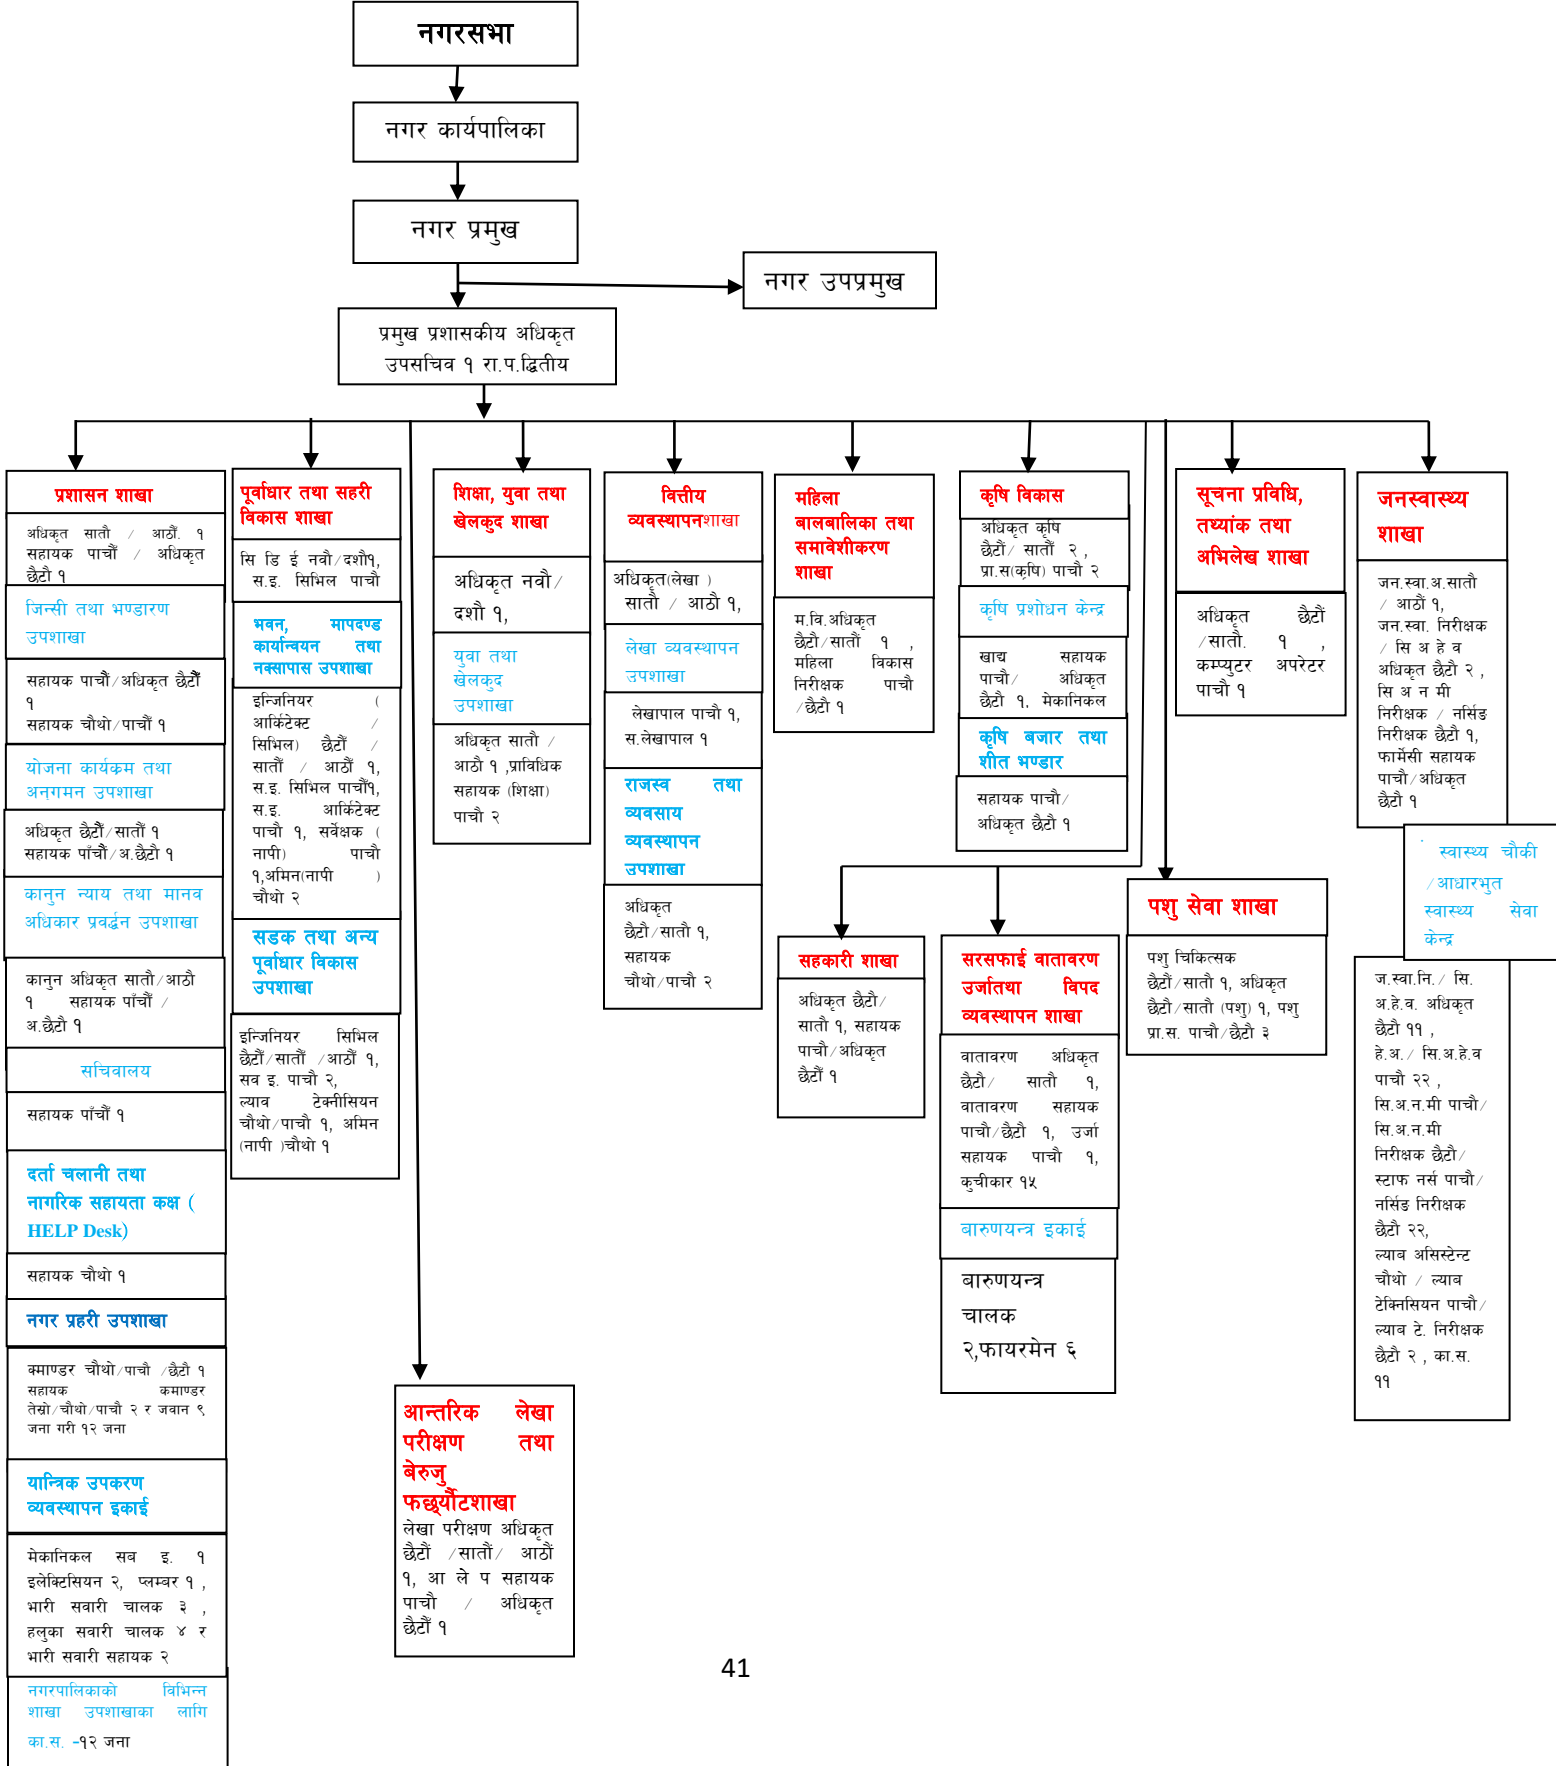 नगरसभा
नगर कार्यपालिका
नगर प्रमुख
नगर उपप्रमुख
प्रमुख प्रशासकीय अधिकृत
उपसचिव १ रा.प.द्वितीय
प्रशासन शाखा
अधिकृत सातौ / आठौं. १
सहायक पाचौं / अधिकृत
छैटौ १
जिन्सी तथा भण्डारण
उपशाखा
सहायक पाचौं/अधिकृत छैटौं
१
सहायक चौथो/पाचौं १
योजना कार्यक्रम तथा
अनुगमन उपशाखा
अधिकृत छैटौं/सातौं १
सहायक पाँचौं/अ.छैटौ १
कानुन न्याय तथा मानव
अधिकार प्रवर्द्धन उपशाखा
कानुन अधिकृत सातौ/आठौ
१ सहायक पाँचौं /
अ.छैटौ १
सचिवालय
सहायक पाँचौं १
दर्ता चलानी तथा
नागरिक सहायता कक्ष (
HELP Desk)
सहायक चौथो १
नगर प्रहरी उपशाखा
क्माण्डर चौथो/पाचौ /छैटौ १
सहायक कमाण्डर
तेस्रो/चौथो/पाचौ २ र जवान ९
जना गरी १२ जना
यान्त्रिक उपकरण
व्यवस्थापन इकाई
मेकानिकल सब इ. १
इलेक्टिसियन २, प्लम्बर १ ,
भारी सवारी चालक ३ ,
हलुका सवारी चालक ४ र
भारी सवारी सहायक २
नगरपालिकाको विभिन्न
शाखा उपशाखाका लागि
का.स. -१२ जना
पूर्वाधार तथा सहरी
विकास शाखा
सि डि ई नवौ/दशौ१,
स.इ. सिभिल पाचौ
भवन, मापदण्ड
कार्यान्वयन तथा
नक्सापास उपशाखा
इन्जिनियर (
आर्किटेक्ट /
सिभिल) छैटौं /
सातौं / आठौं १,
स.इ. सिभिल पाचौं१,
स.इ. आर्किटेक्ट
पाचौ १, सर्वेक्षक (
नापी) पाचौ
१,अमिन(नापी )
चौथो २
सडक तथा अन्य
पूर्वाधार विकास
उपशाखा
इन्जिनियर सिभिल
छैटौं/सातौं /आठौं १,
सव इ. पाचौ २,
ल्याव टेक्नीसियन
चौथो/पाचौ १, अमिन
(नापी )चौथो १
आन्तरिक लेखा
परीक्षण तथा
बेरुजु
फछ्र्यौटशाखा
लेखा परीक्षण अधिकृत
छैटौं /सातौं/ आठौं
१, आ ले प सहायक
पाचौ / अधिकृत
छैटौं १
शिक्षा, युवा तथा
खेलकुद शाखा
अधिकृत नवौ/
दशौ १,
युवा तथा
खेलकुद
उपशाखा
अधिकृत सातौ /
आठौ १ ,प्राविधिक
सहायक (शिक्षा)
पाचौ २
वित्तीय
व्यवस्थापनशाखा
अधिकृत(लेखा )
सातौ / आठौ १,
लेखा व्यवस्थापन
उपशाखा
लेखापाल पाचौ १,
स.लेखापाल १
राजस्व तथा
व्यवसाय
व्यवस्थापन
उपशाखा
अधिकृत
छैटौ/सातौ १,
सहायक
चौथो/पाचौ २
महिला
बालबालिका तथा
समावेशीकरण
शाखा
म.वि.अधिकृत
छैटौ/सातौं १ ,
महिला विकास
निरीक्षक पाचौ
/छैटौ १
कृषि विकास
अधिकृत कृषि
छैटौं/ सातौं २ ,
प्रा.स(कृषि) पाचौ २
कृषि प्रशोधन केन्द्र
खाद्य सहायक
पाचौ/ अधिकृत
छैटौ १, मेकानिकल
कृषि बजार तथा
शीत भण्डार
सहायक पाचौ/
अधिकृत छैटौ १
सहकारी शाखा
अधिकृत छैटौ/
सातौ १, सहायक
पाचौ/अधिकृत
छैटौं १
सरसफाई वातावरण
उर्जातथा विपद
व्यवस्थापन शाखा
वातावरण अधिकृत
छैटौ/ सातौ १,
वातावरण सहायक
पाचौ/छैटौ १, उर्जा
सहायक पाचौ १,
कुचीकार १५
बारुणयन्त्र इकाई
बारुणयन्त्र
चालक
२,फायरमेन ६
पशु सेवा शाखा
पशु चिकित्सक
छैटौं/सातौ १, अधिकृत
छैटौ/सातौ (पशु) १, पशु
प्रा.स. पाचौ/छैटौ ३
सूचना प्रविधि,
तथ्यांक तथा
अभिलेख शाखा
अधिकृत छैटौं
/सातौ. १ ,
कम्प्युटर अपरेटर
पाचौ १
जनस्वास्थ्य
शाखा
जन.स्वा.अ.सातौ
/ आठौं १,
जन.स्वा. निरीक्षक
/ सि अ हे व
अधिकृत छैटौ २ ,
सि अ न मी
निरीक्षक / नर्सिङ
निरीक्षक छैटौ १,
फार्मेसी सहायक
पाचौ/अधिकृत
छैटौ १
स्वास्थ्य चौकी
/आधारभुत
स्वास्थ्य सेवा
केन्द्र
ज.स्वा.नि./ सि.
अ.हे.व. अधिकृत
छैटौ ११ ,
हे.अ./ सि.अ.हे.व
पाचौ २२ ,
सि.अ.न.मी पाचौ/
सि.अ.न.मी
निरीक्षक छैटौ/
स्टाफ नर्स पाचौ/
नर्सिङ निरीक्षक
छैटौ २२,
ल्याव असिस्टेन्ट
चौथो / ल्याब
टेक्निसियन पाचौ/
ल्याव टे. निरीक्षक
छैटौ २ , का.स.
११
41